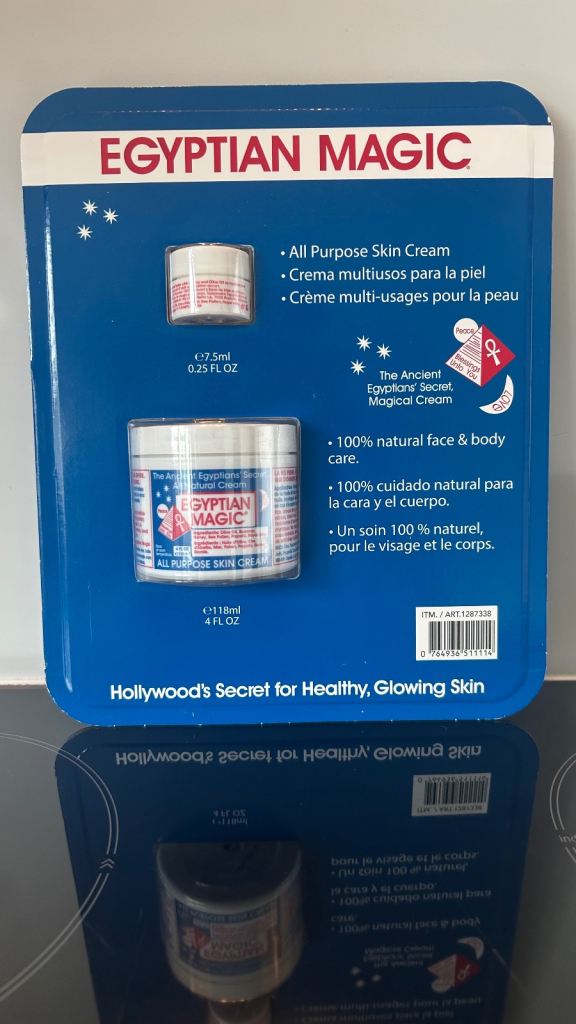 EGYPTIAN MAGIC
• All Purpose Skin Cream
• Crema multiusos para la piel
• Crème multi-usages pour la peau
℮7.5ml
0.25 FL OZ
Peace
Blessings
Unto You
LOVE
The Ancient
Egyptians' Secret,
Magical Cream
The Ancient Egyptians' Secret
All Natural Cream
EGYPTIAN
MAGIC
ALL PURPOSE SKIN CREAM
• 100% natural face & body
care.
• 100% cuidado natural para
la cara y el cuerpo.
• Un soin 100 % naturel,
pour le visage et le corps.
℮118ml
4 FL OZ
ITM. / ART.1287338
0 764936 511114
Hollywood's Secret for Healthy, Glowing Skin